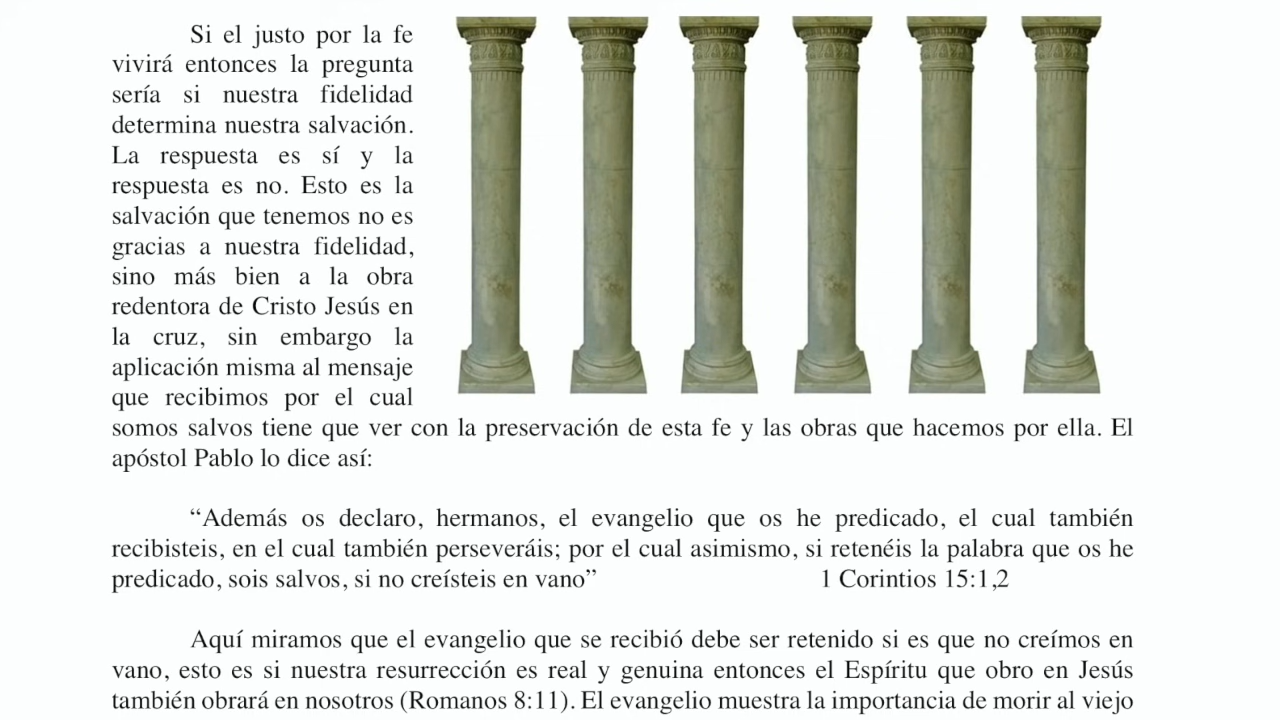 Si el justo por la fe
vivirá entonces la pregunta
sería si nuestra fidelidad
determina nuestra salvación.
La respuesta es sí y la
respuesta es no. Esto es la
salvación que tenemos no es
gracias a nuestra fidelidad,
sino más bien a la obra
redentora de Cristo Jesús en
la cruz, sin embargo la
aplicación misma al mensaje
que recibimos por el cual
somos salvos tiene que ver con la preservación de esta fe y las obras que hacemos por ella. El
apóstol Pablo lo dice así:
“Además os declaro, hermanos, el evangelio que os he predicado, el cual también
recibisteis, en el cual también perseveráis; por el cual asimismo, si retenéis la palabra que os he
predicado, sois salvos, si no creísteis en vano” 1 Corintios 15:1,2
Aquí miramos que el evangelio que se recibió debe ser retenido si es que no creímos en
vano, esto es si nuestra resurrección es real y genuina entonces el Espíritu que obro en Jesús
también obrará en nosotros (Romanos 8:11). El evangelio muestra la importancia de morir al viejo